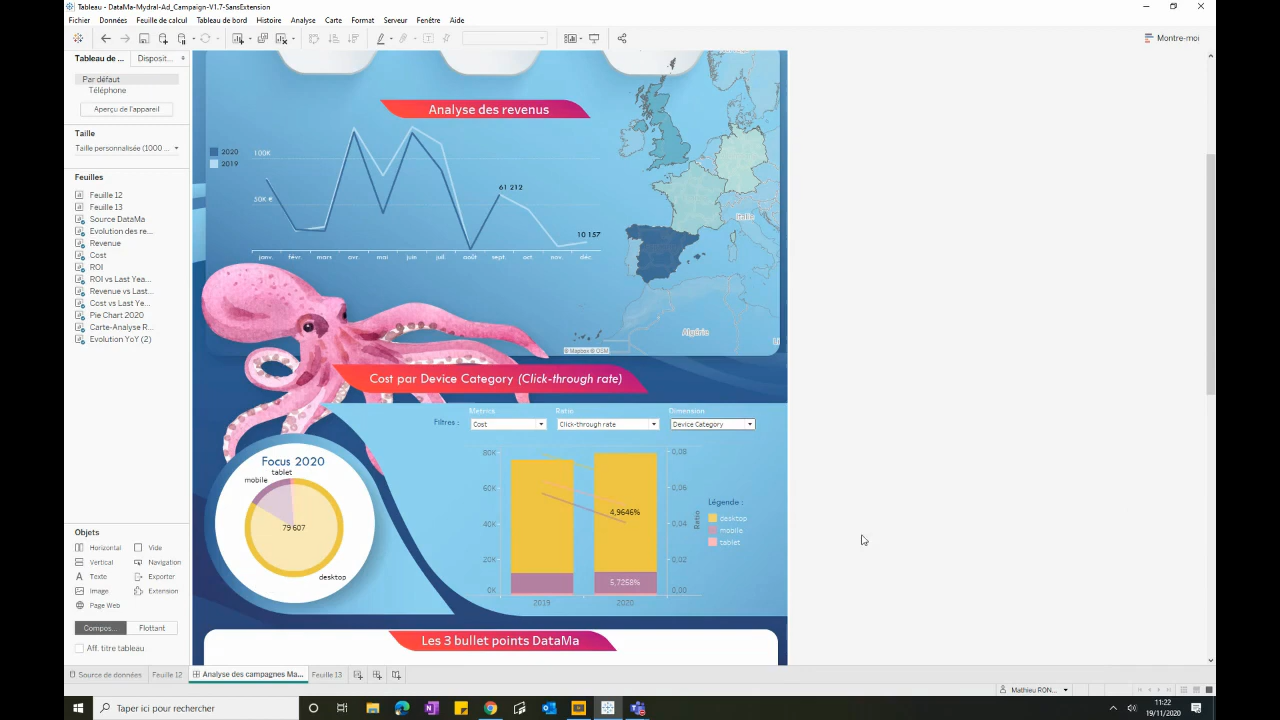 Tableau - DataMa-Mydral-Ad_Campaign-V1.7-SansExtension
Fichier Données Feuille de calcul Tableau de bord Histoire Analyse Carte Format Serveur Fenêtre Aide
Montre-moi
Tableau de ... Disposit...
Par défaut
Téléphone
Aperçu de l'appareil
Taille
Taille personnalisée (1000 ...
Feuilles
Feuille 12
Feuille 13
Source DataMa
Evolution des re...
Revenue
Cost
ROI
ROI vs Last Yea...
Revenue vs Last...
Cost vs Last Ye...
Pie Chart 2020
Carte-Analyse R...
Evolution YoY (2)
Objets
Horizontal Vide
Vertical Navigation
Texte Exporter
Image Extension
Page Web
Compos... Flottant
Aff. titre tableau
Analyse des revenus
2020
2019
100K
50K €
61 212
10 157
janv. févr. mars avr. mai juin juil. août sept. oct. nov. déc.
Italie
Algérie
Li
© Mapbox © OSM
Cost par Device Category (Click-through rate)
Filtres :
Metrics Ratio Dimension
Cost Click-through rate Device Category
Focus 2020
tablet
mobile
79 607
desktop
80K
60K
40K
20K
0K
0,08
0,06
0,04
0,02
0,00
Ratio
4,9646%
5,7258%
2019 2020
Légende :
desktop
mobile
tablet
Les 3 bullet points DataMa
Source de données Feuille 12 Analyse des campagnes Ma... Feuille 13
Mathieu RON...
Taper ici pour rechercher
11:22
19/11/2020